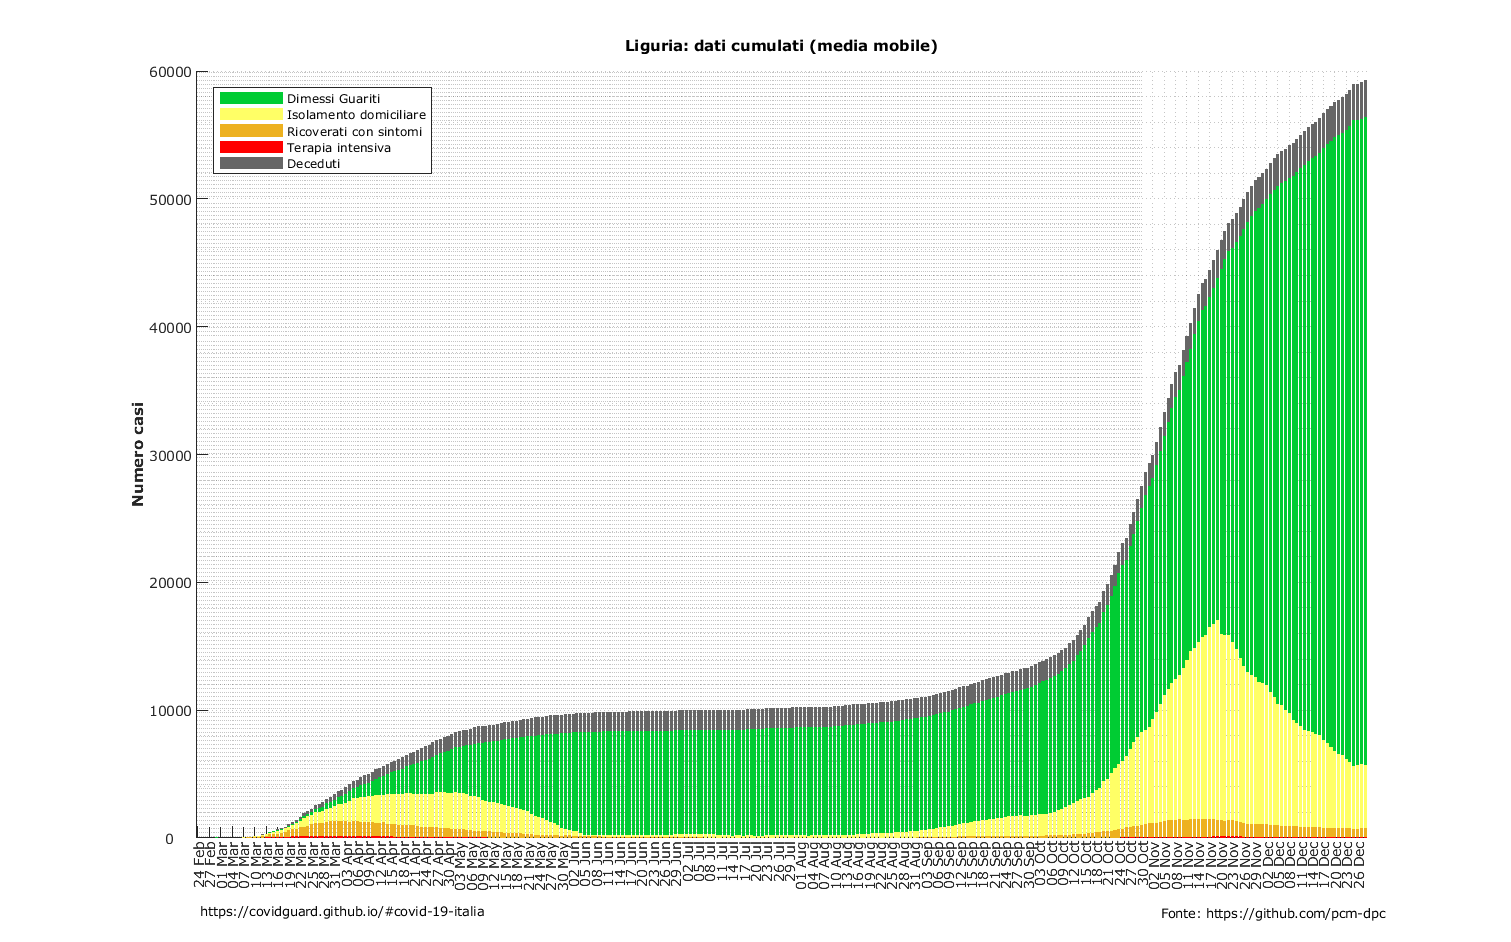 Liguria: dati cumulati (media mobile)
60000
50000
40000
30000
20000
10000
0
Numero casi
Dimessi Guariti
Isolamento domiciliare
Ricoverati con sintomi
Terapia intensiva
Deceduti
24 Feb
27 Feb
01 Mar
04 Mar
07 Mar
10 Mar
13 Mar
16 Mar
19 Mar
22 Mar
25 Mar
28 Mar
31 Mar
03 Apr
06 Apr
09 Apr
12 Apr
15 Apr
18 Apr
21 Apr
24 Apr
27 Apr
30 Apr
03 May
06 May
09 May
12 May
15 May
18 May
21 May
24 May
27 May
30 May
02 Jun
05 Jun
08 Jun
11 Jun
14 Jun
17 Jun
20 Jun
23 Jun
26 Jun
29 Jun
02 Jul
05 Jul
08 Jul
11 Jul
14 Jul
17 Jul
20 Jul
23 Jul
26 Jul
29 Jul
01 Aug
04 Aug
07 Aug
10 Aug
13 Aug
16 Aug
19 Aug
22 Aug
25 Aug
28 Aug
31 Aug
03 Sep
06 Sep
09 Sep
12 Sep
15 Sep
18 Sep
21 Sep
24 Sep
27 Sep
30 Sep
03 Oct
06 Oct
09 Oct
12 Oct
15 Oct
18 Oct
21 Oct
24 Oct
27 Oct
30 Oct
02 Nov
05 Nov
08 Nov
11 Nov
14 Nov
17 Nov
20 Nov
23 Nov
26 Nov
29 Nov
02 Dec
05 Dec
08 Dec
11 Dec
14 Dec
17 Dec
20 Dec
23 Dec
26 Dec
https://covidguard.github.io/#covid-19-italia
Fonte: https://github.com/pcm-dpc